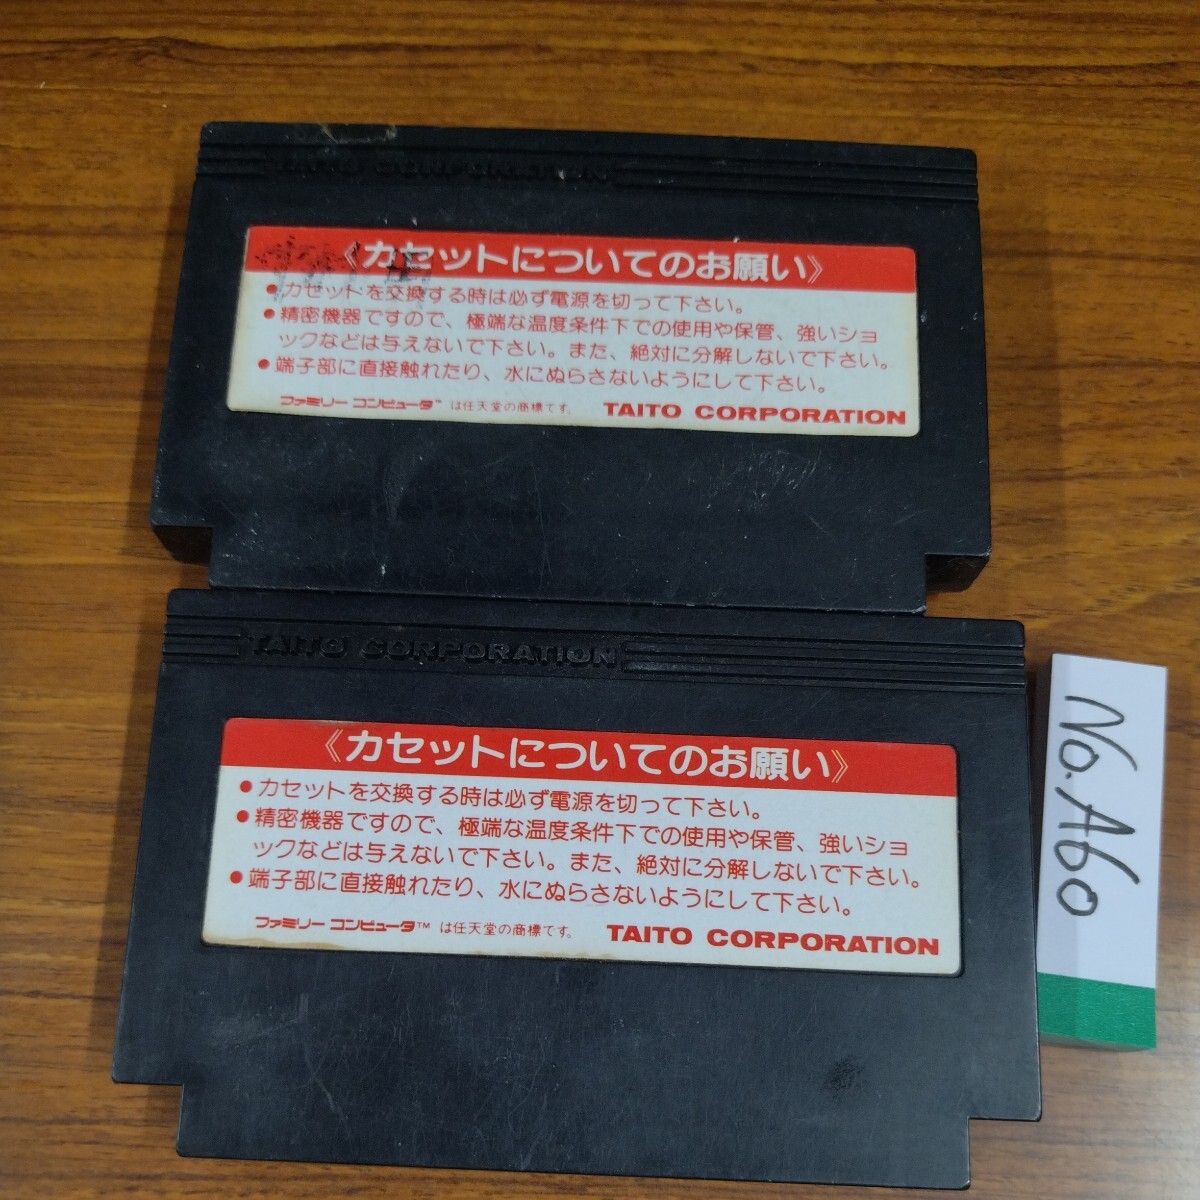 TAITO CORPORATION
《カセットについてのお願い》
●カセットを交換する時は必ず電源を切って下さい。
●精密機器ですので、極端な温度条件下での使用や保管、強いショ
ックなどは与えないで下さい。また、絶対に分解しないで下さい。
●端子部に直接触れたり、水にぬらさないようにして下さい。
ファミリー コンピュータ™ は任天堂の商標です。 TAITO CORPORATION
TAITO CORPORATION
《カセットについてのお願い》
●カセットを交換する時は必ず電源を切って下さい。
●精密機器ですので、極端な温度条件下での使用や保管、強いショ
ックなどは与えないで下さい。また、絶対に分解しないで下さい。
●端子部に直接触れたり、水にぬらさないようにして下さい。
ファミリー コンピュータ™ は任天堂の商標です。 TAITO CORPORATION
No. A60